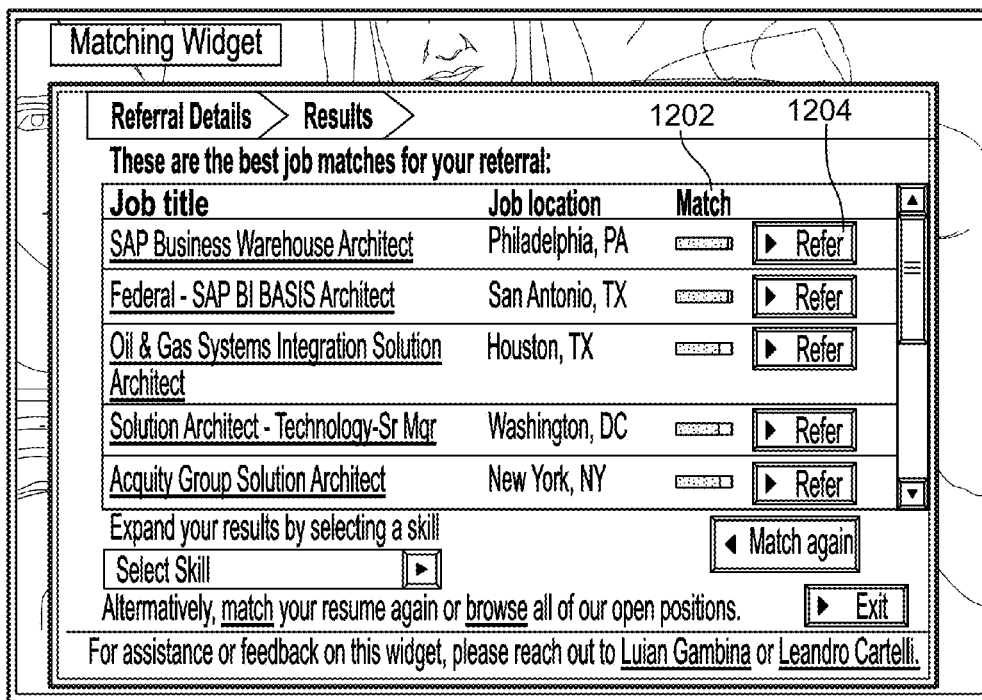 Matching Widget
Referral Details Results
1202 1204
These are the best job matches for your referral:
Job title Job location Match
SAP Business Warehouse Architect Philadelphia, PA Refer
Federal - SAP BI BASIS Architect San Antonio, TX Refer
Oil & Gas Systems Integration Solution Houston, TX Refer
Architect
Solution Architect - Technology-Sr Mgr Washington, DC Refer
Acquity Group Solution Architect New York, NY Refer
Expand your results by selecting a skill
Match again
Select Skill
Altermatively, match your resume again or browse all of our open positions.
Exit
For assistance or feedback on this widget, please reach out to Luian Gambina or Leandro Cartelli.